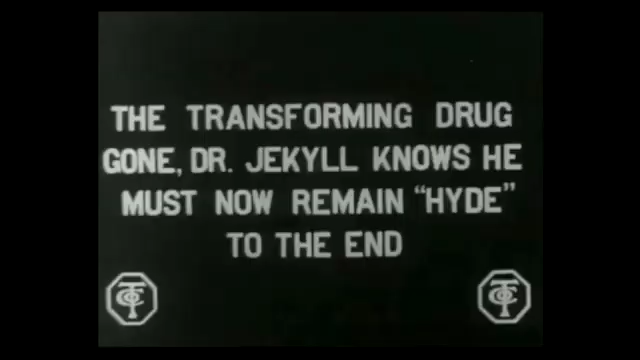 THE TRANSFORMING DRUG
GONE, DR. JEKYLL KNOWS HE
MUST NOW REMAIN "HYDE"
TO THE END